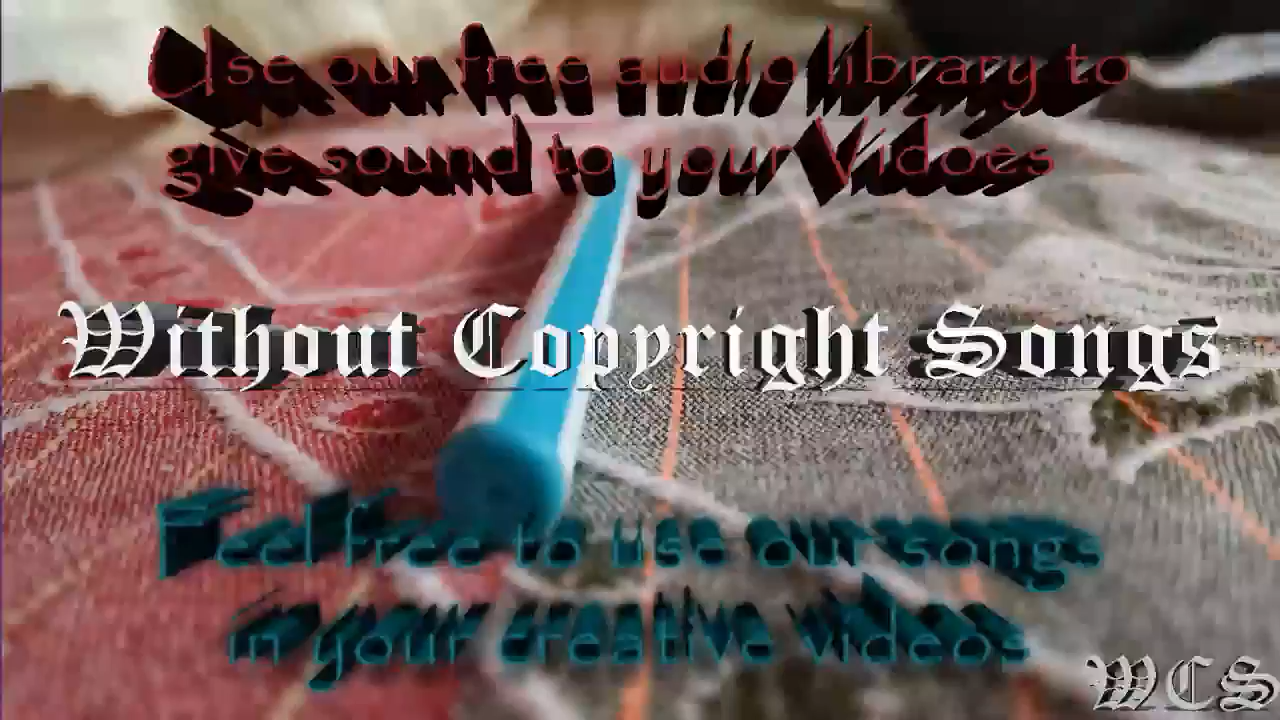 Use our free audio library to
give sound to your Vidoes
Without Copyright Songs
Feel free to use our songs
in your creative videos
WCS